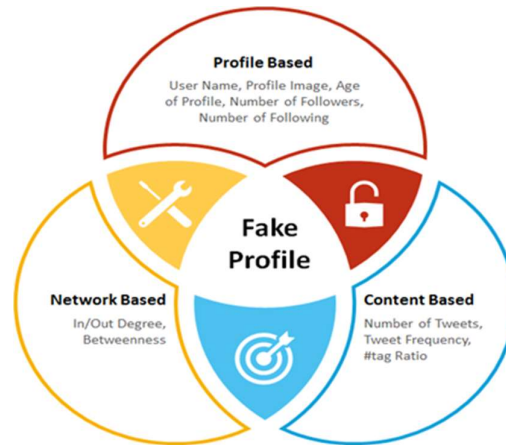 Profile Based
User Name, Profile Image, Age
of Profile, Number of Followers,
Number of Following
Fake
Profile
Network Based
In/Out Degree,
Betweenness
Content Based
Number of Tweets,
Tweet Frequency,
#tag Ratio